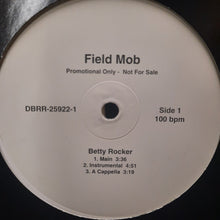 Field Mob
Promotional Only - Not For Sale
DBRR-25922-1
Side 1
100 bpm
Betty Rocker
1. Main 3:36
2. Instrumental 4:51
3. A Cappella 3:19